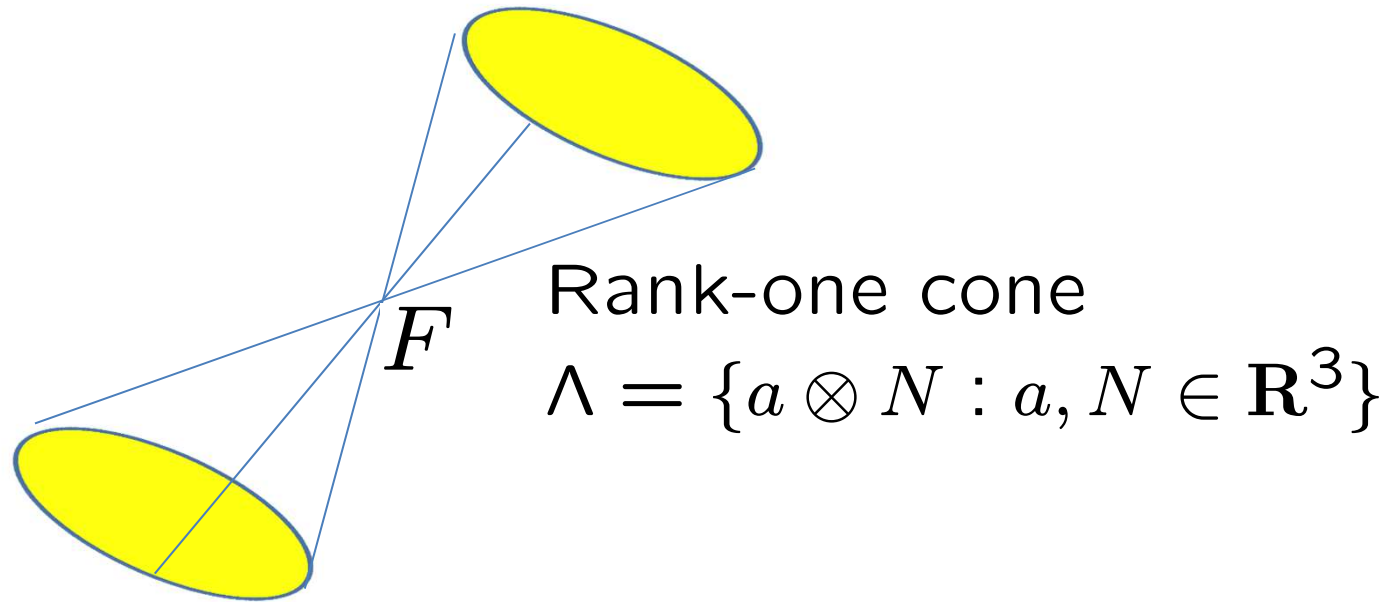 F
Rank-one cone
Λ = {a ⊗ N : a, N ∈ R³}